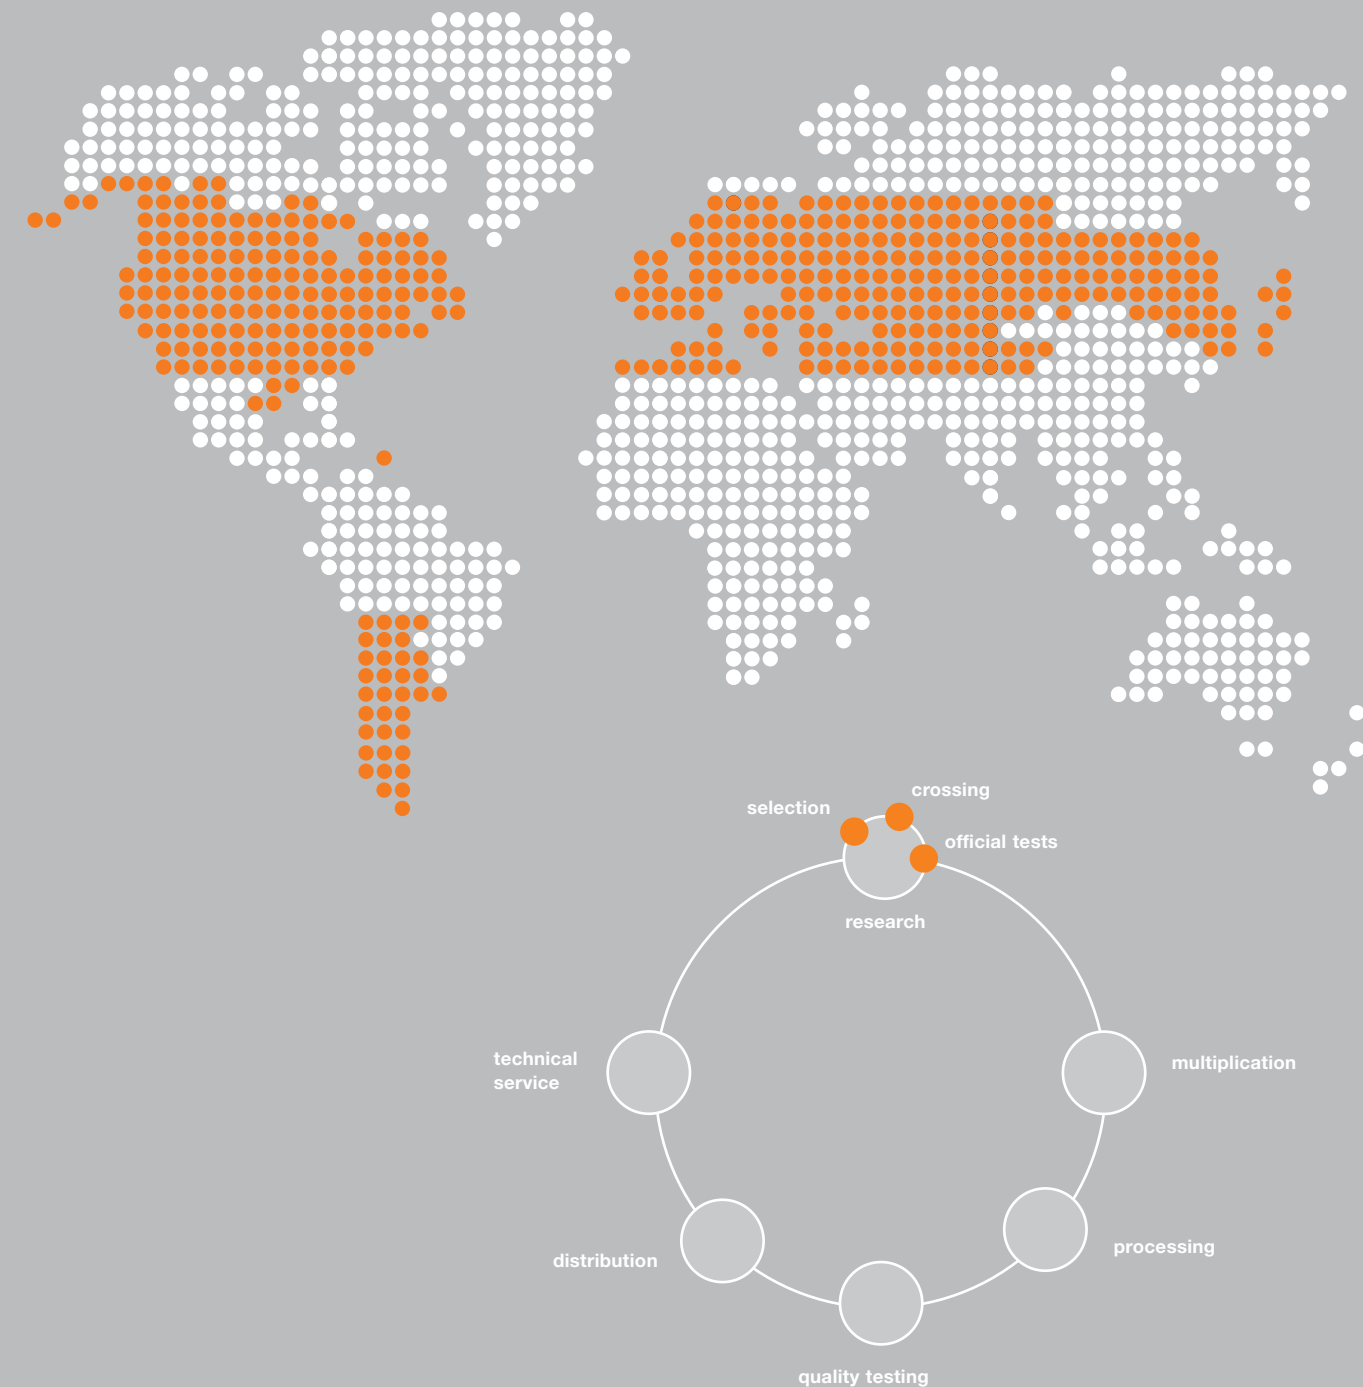 crossing
selection
official tests
research
technical
service
multiplication
processing
distribution
quality testing